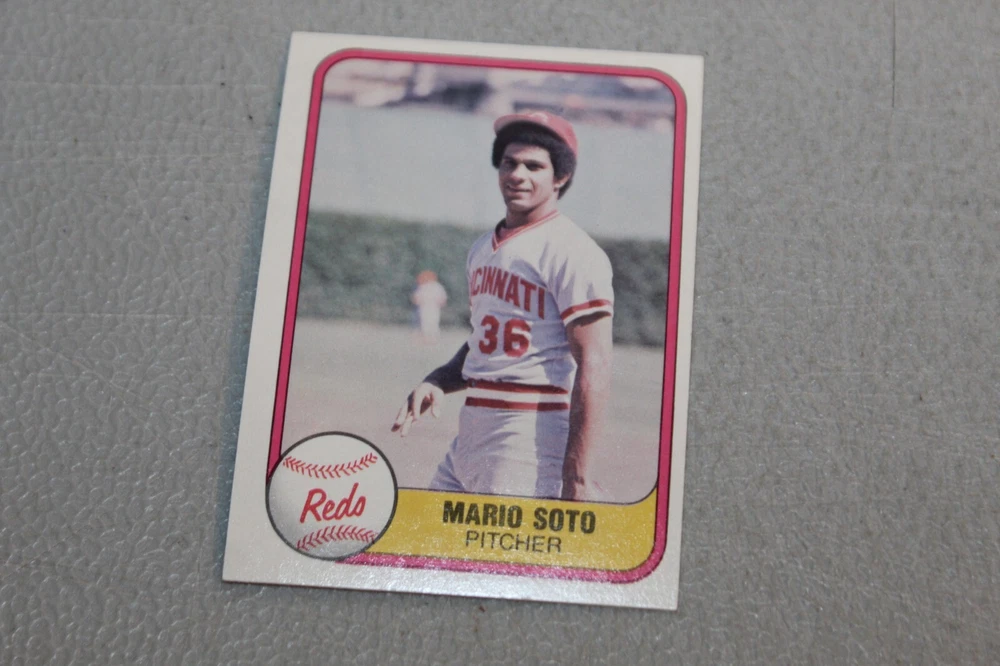 CINNATI
36
Reds
MARIO SOTO
PITCHER